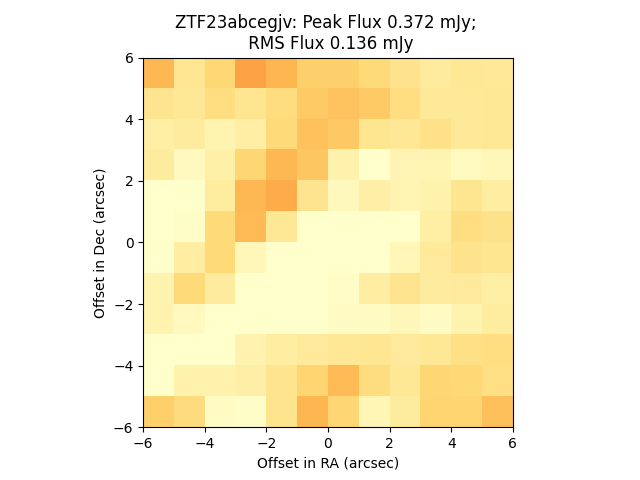 ZTF23abcegjv: Peak Flux 0.372 mJy;
RMS Flux 0.136 mJy
6
4
2
0
−2
−4
−6
Offset in Dec (arcsec)
−6 −4 −2 0 2 4 6
Offset in RA (arcsec)